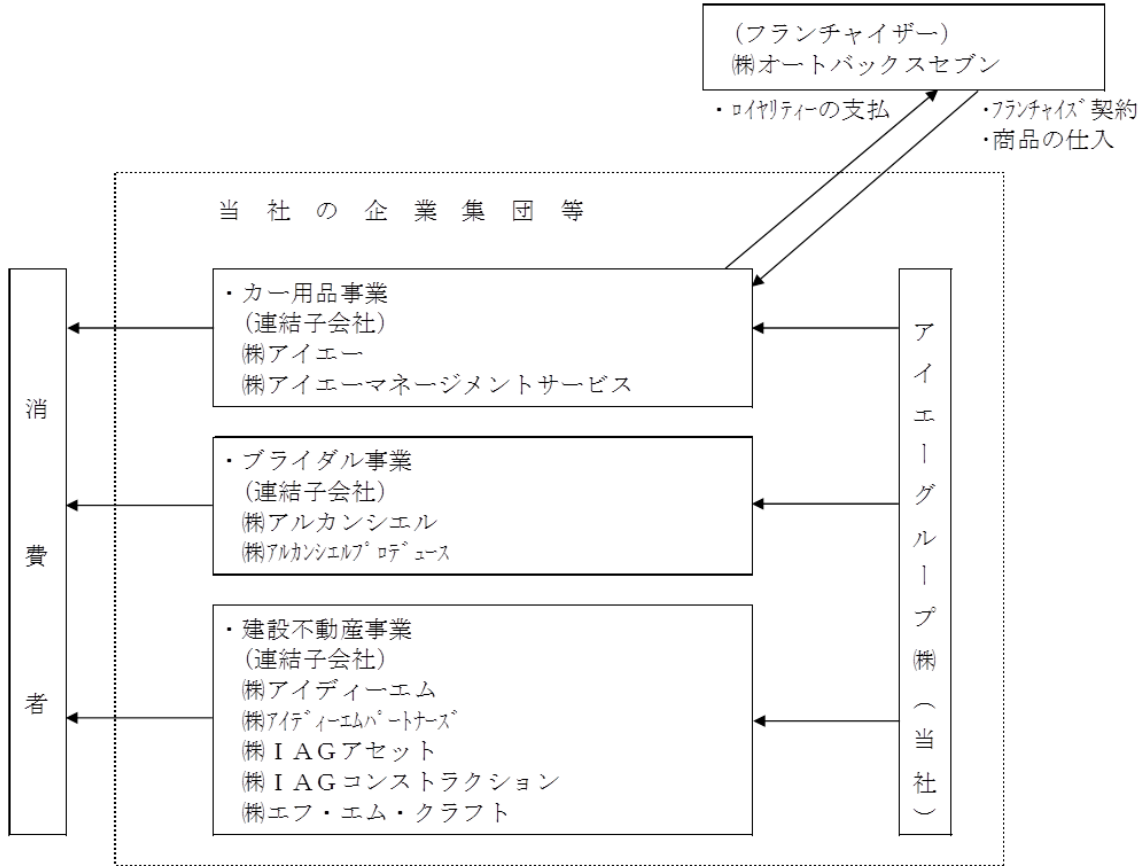 (フランチャイザー)
㈱オートバックスセブン
・ﾛｲﾔﾘﾃｨーの支払
・ﾌﾗﾝﾁｬｲｽﾞ契約
・商品の仕入
当社の企業集団等
・カー用品事業
(連結子会社)
㈱アイエー
㈱アイエーマネージメントサービス
・ブライダル事業
(連結子会社)
㈱アルカンシエル
㈱ｱﾙｶﾝｼｴﾙﾌﾟﾛﾃﾞｭｰｽ
・建設不動産事業
(連結子会社)
㈱アイディーエム
㈱ｱｲﾃﾞｨｰｴﾑﾊﾟｰﾄﾅｰｽﾞ
㈱ＩＡＧアセット
㈱ＩＡＧコンストラクション
㈱エフ・エム・クラフト
消費者
アイエーグループ㈱(当社)